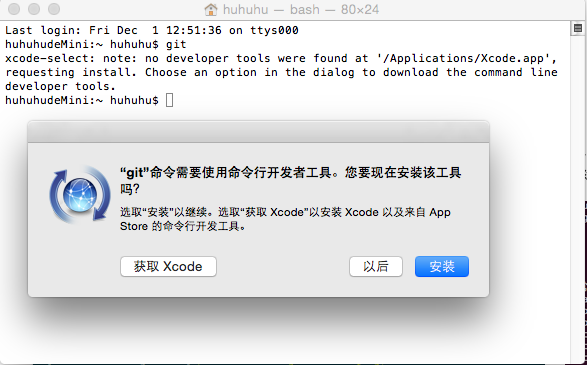 huhuhu — bash — 80×24
Last login: Fri Dec  1 12:51:36 on ttys000
huhuhudeMini:~ huhuhu$ git
xcode-select: note: no developer tools were found at '/Applications/Xcode.app',
requesting install. Choose an option in the dialog to download the command line
developer tools.
huhuhudeMini:~ huhuhu$
“git”命令需要使用命令行开发者工具。您要现在安装该工具
吗?
选取“安装”以继续。选取“获取 Xcode”以安装 Xcode 以及来自 App
Store 的命令行开发工具。
获取 Xcode
以后
安装